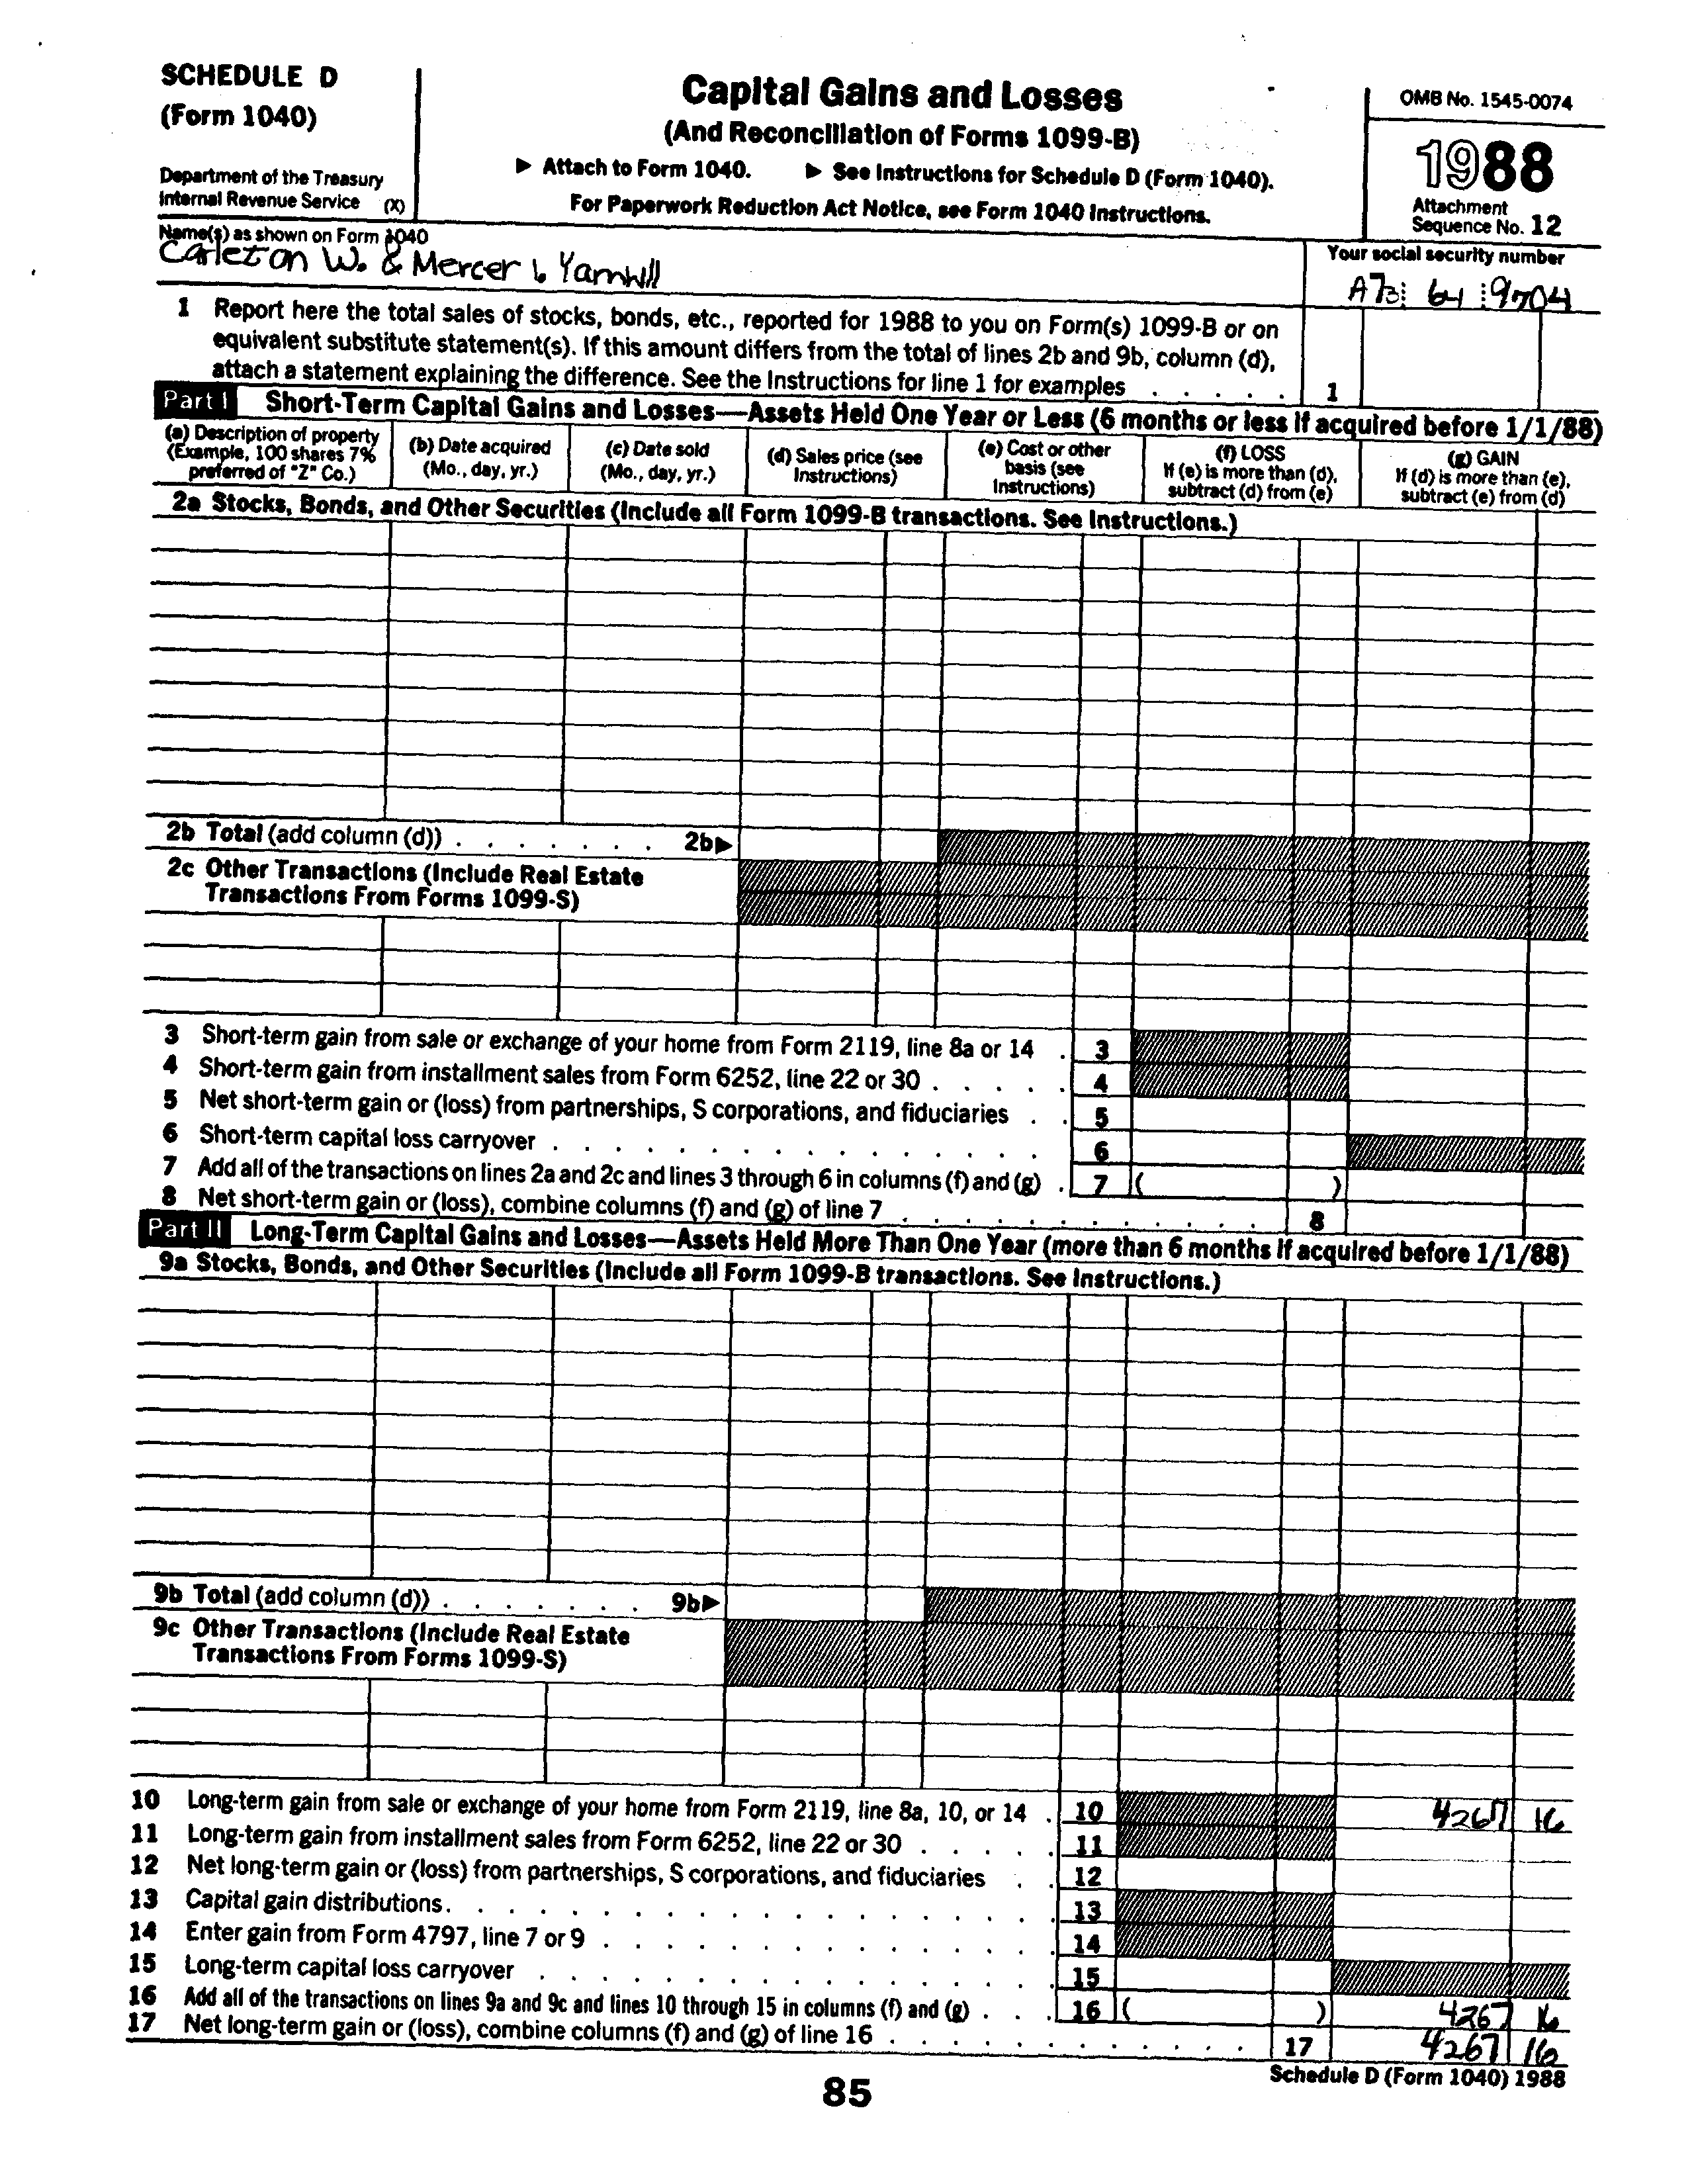 SCHEDULE D
(Form 1040)
Department of the Treasury
Internal Revenue Service (X)
Capital Gains and Losses
(And Reconciliation of Forms 1099-B)
▶ Attach to Form 1040. ▶ See Instructions for Schedule D (Form 1040).
For Paperwork Reduction Act Notice, see Form 1040 Instructions.
OMB No. 1545-0074
1988
Attachment
Sequence No. 12
Name(s) as shown on Form 1040
Carleton W. & Mercer L. Yamhill
Your social security number
64 9704
1 Report here the total sales of stocks, bonds, etc., reported for 1988 to you on Form(s) 1099-B or on
equivalent substitute statement(s). If this amount differs from the total of lines 2b and 9b, column (d),
attach a statement explaining the difference. See the Instructions for line 1 for examples . . . . . 1
Part I Short-Term Capital Gains and Losses—Assets Held One Year or Less (6 months or less if acquired before 1/1/88)
(a) Description of property
(Example, 100 shares 7%
preferred of "Z" Co.)
(b) Date acquired
(Mo., day, yr.)
(c) Date sold
(Mo., day, yr.)
(d) Sales price (see
Instructions)
(e) Cost or other
basis (see
Instructions)
(f) LOSS
If (e) is more than (d),
subtract (d) from (e)
(g) GAIN
If (d) is more than (e),
subtract (e) from (d)
2a Stocks, Bonds, and Other Securities (Include all Form 1099-B transactions. See Instructions.)
2b Total (add column (d)) . . . . . . . 2b▶
2c Other Transactions (Include Real Estate
Transactions From Forms 1099-S)
3 Short-term gain from sale or exchange of your home from Form 2119, line 8a or 14 . 3
4 Short-term gain from installment sales from Form 6252, line 22 or 30 . . . . . 4
5 Net short-term gain or (loss) from partnerships, S corporations, and fiduciaries . . 5
6 Short-term capital loss carryover . . . . . . . . . . . . . . . . 6
7 Add all of the transactions on lines 2a and 2c and lines 3 through 6 in columns (f) and (g) . 7 ( )
8 Net short-term gain or (loss), combine columns (f) and (g) of line 7 . . . . . . . . . . . . 8
Part II Long-Term Capital Gains and Losses—Assets Held More Than One Year (more than 6 months if acquired before 1/1/88)
9a Stocks, Bonds, and Other Securities (Include all Form 1099-B transactions. See Instructions.)
9b Total (add column (d)) . . . . . . . 9b▶
9c Other Transactions (Include Real Estate
Transactions From Forms 1099-S)
10 Long-term gain from sale or exchange of your home from Form 2119, line 8a, 10, or 14 . 10 4267 16
11 Long-term gain from installment sales from Form 6252, line 22 or 30 . . . . . 11
12 Net long-term gain or (loss) from partnerships, S corporations, and fiduciaries . . 12
13 Capital gain distributions . . . . . . . . . . . . . . . . . . . 13
14 Enter gain from Form 4797, line 7 or 9 . . . . . . . . . . . . . . 14
15 Long-term capital loss carryover . . . . . . . . . . . . . . . . 15
16 Add all of the transactions on lines 9a and 9c and lines 10 through 15 in columns (f) and (g) . . . 16 ( ) 4267 16
17 Net long-term gain or (loss), combine columns (f) and (g) of line 16 . . . . . . . . . . . . 17 4267 16
Schedule D (Form 1040) 1988
85